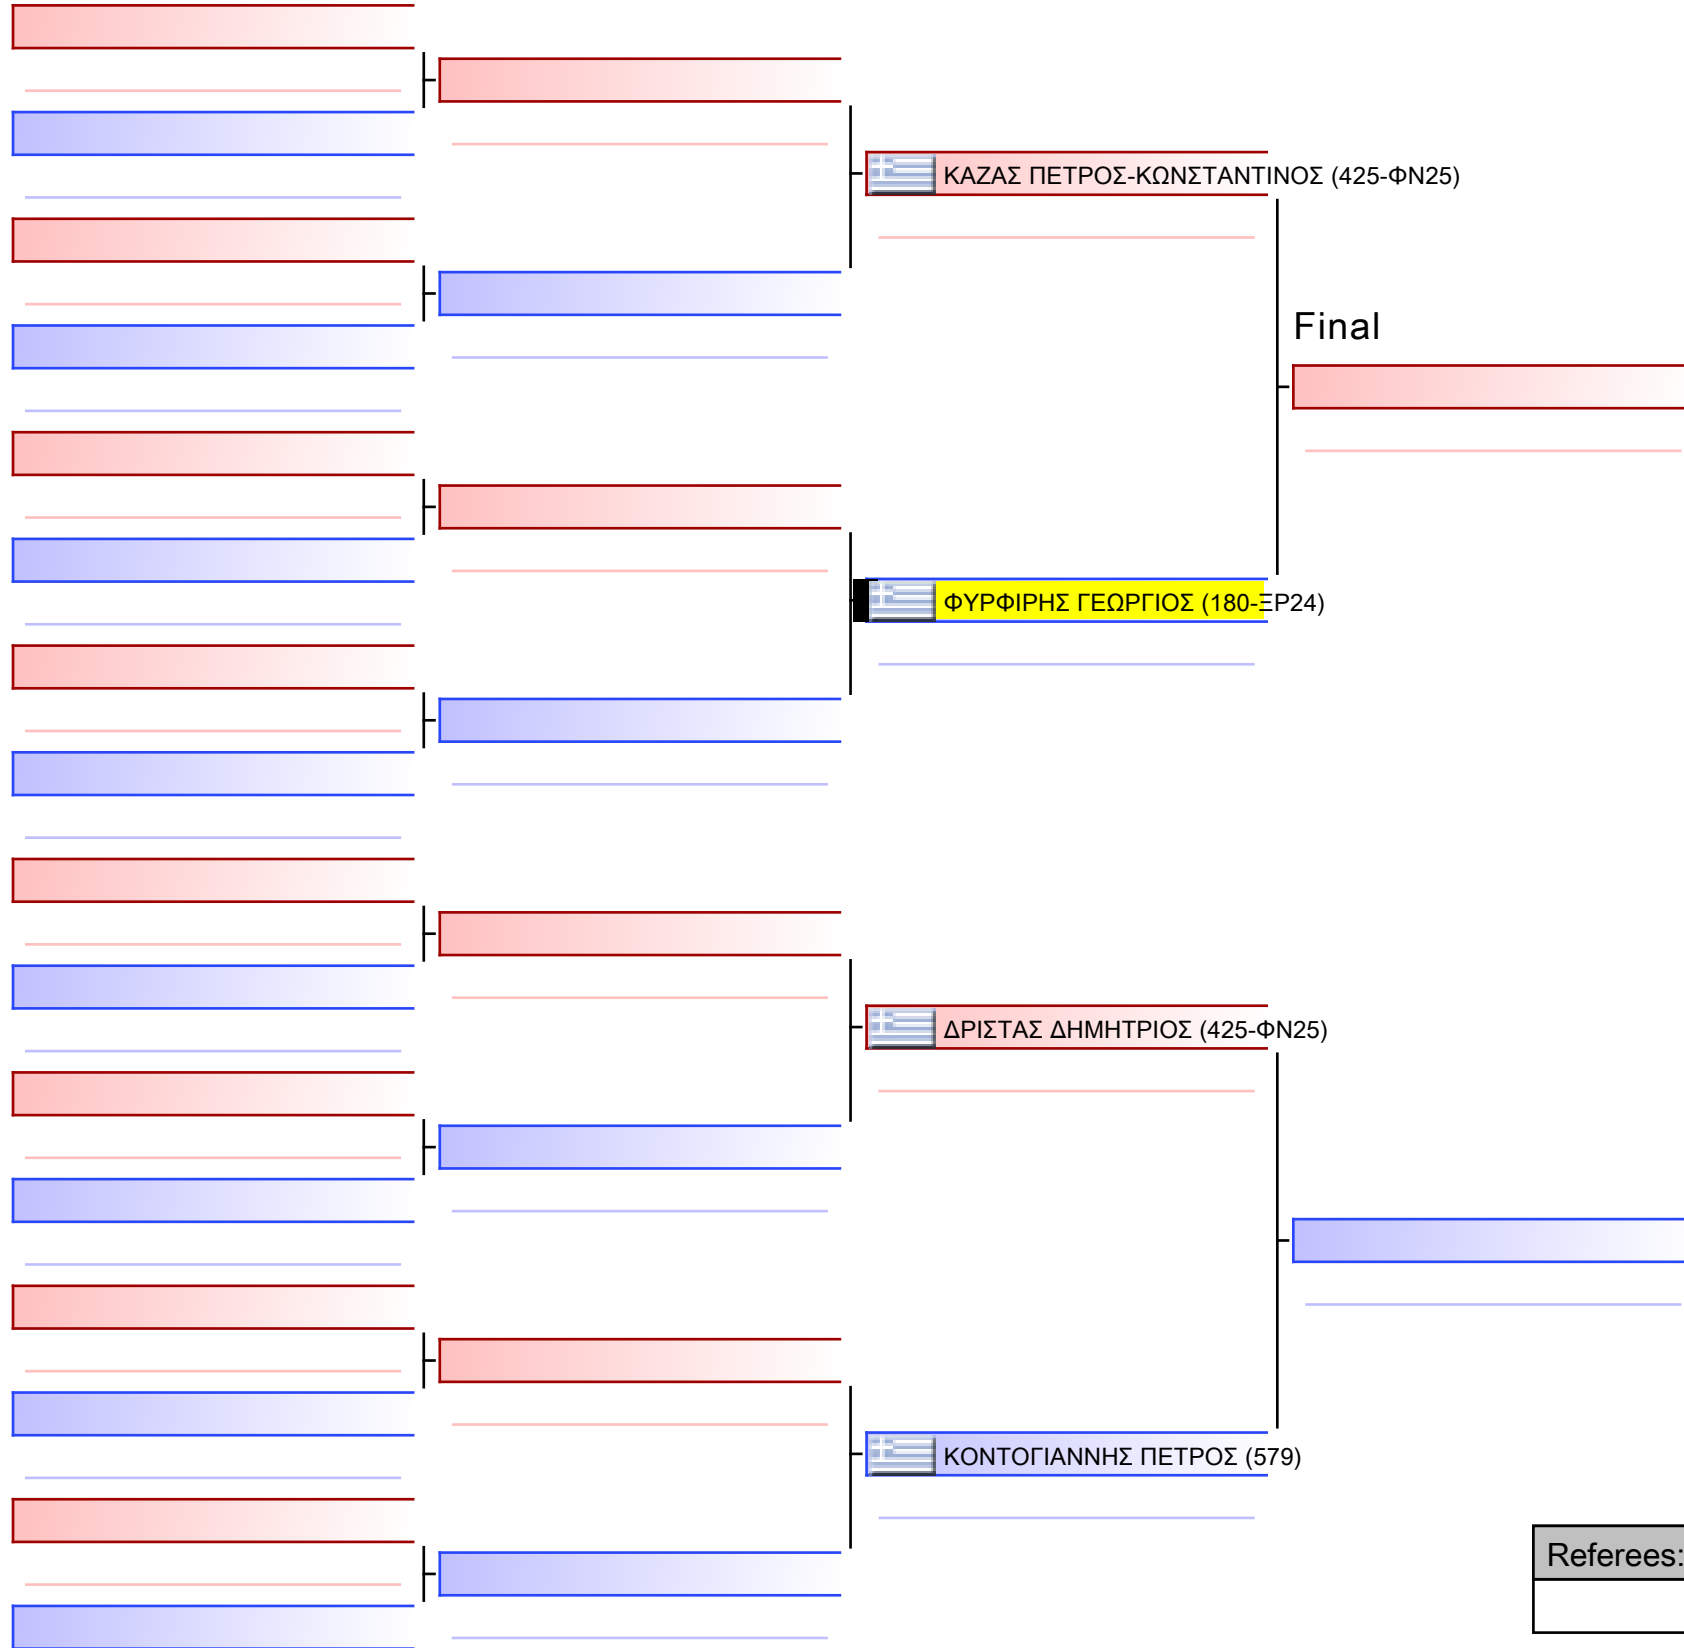 ΚΑΖΑΣ ΠΕΤΡΟΣ-ΚΩΝΣΤΑΝΤΙΝΟΣ (425-ΦΝ25)
Final
ΦΥΡΦΙΡΗΣ ΓΕΩΡΓΙΟΣ (180-ΞΡ24)
ΔΡΙΣΤΑΣ ΔΗΜΗΤΡΙΟΣ (425-ΦΝ25)
ΚΟΝΤΟΓΙΑΝΝΗΣ ΠΕΤΡΟΣ (579)
Referees: